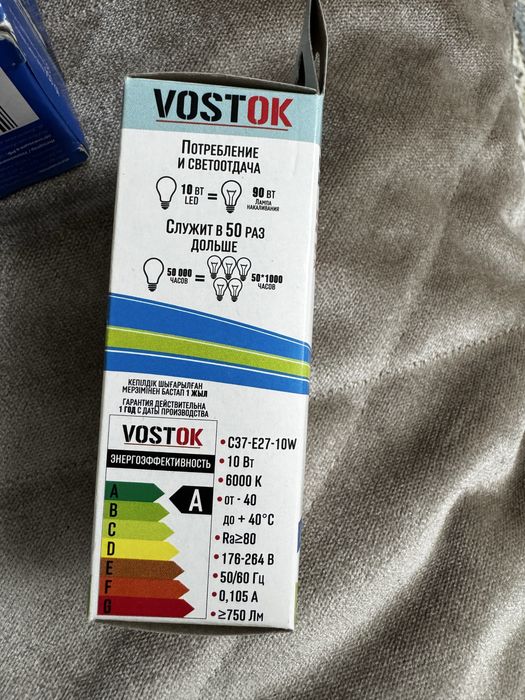 VOSTOK
ПОТРЕБЛЕНИЕ
И СВЕТООТДАЧА
10 ВТ
LED
=
90 ВТ
ЛАМПА
НАКАЛИВАНИЯ
СЛУЖИТ В 50 РАЗ
ДОЛЬШЕ
50 000
ЧАСОВ
=
50*1000
ЧАСОВ
КЕПІЛДІК ШЫҒАРЫЛҒАН
МЕРЗІМІНЕН БАСТАП 1 ЖЫЛ
ГАРАНТИЯ ДЕЙСТВИТЕЛЬНА
1 ГОД С ДАТЫ ПРОИЗВОДСТВА
VOSTOK
ЭНЕРГОЭФФЕКТИВНОСТЬ
A
A
B
C
D
E
F
G
• C37-E27-10W
• 10 Вт
• 6000 К
• от - 40
до + 40°C
• Ra≥80
• 176-264 В
• 50/60 Гц
• 0,105 А
• ≥750 Лм